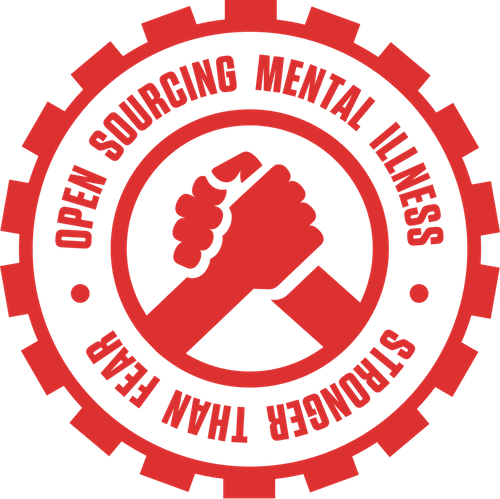 OPEN SOURCING MENTAL ILLNESS
STRONGER THAN FEAR